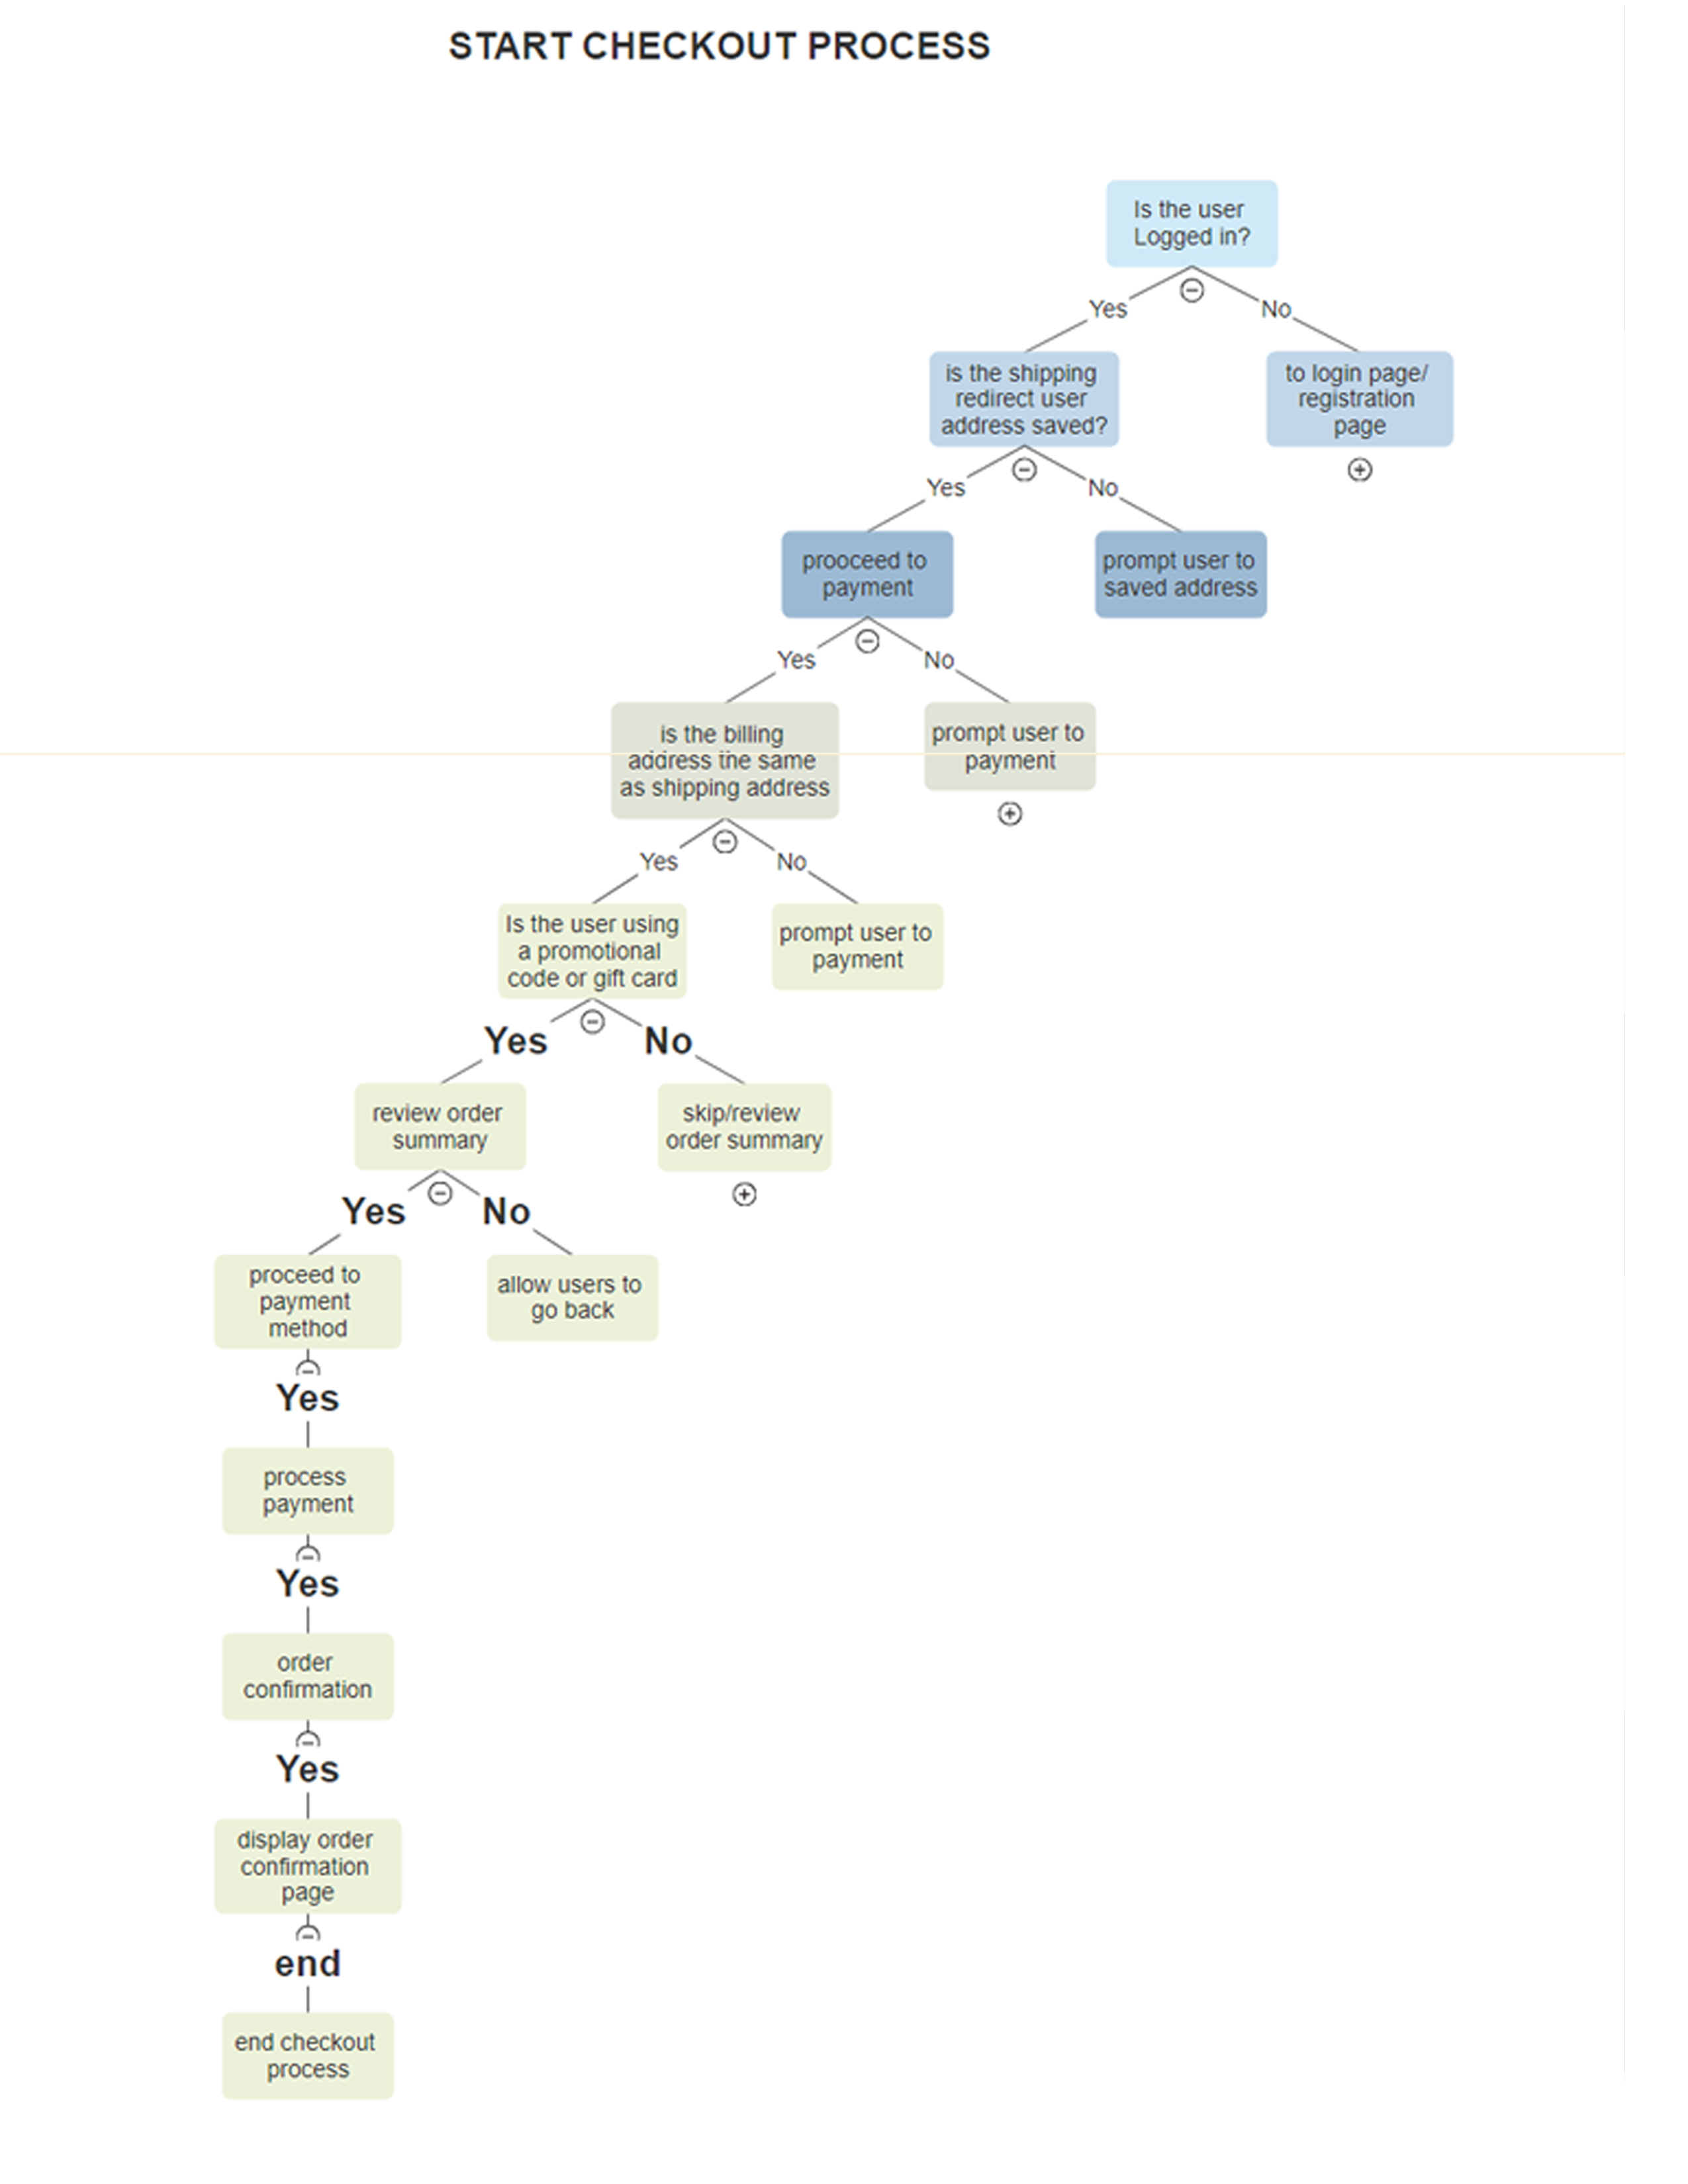 START CHECKOUT PROCESS
Is the user
Logged in?
Yes
No
is the shipping
redirect user
address saved?
to login page/
registration
page
Yes
No
prooceed to
payment
prompt user to
saved address
Yes
No
is the billing
address the same
as shipping address
prompt user to
payment
Yes
No
Is the user using
a promotional
code or gift card
prompt user to
payment
Yes
No
review order
summary
skip/review
order summary
Yes
No
proceed to
payment
method
allow users to
go back
Yes
process
payment
Yes
order
confirmation
Yes
display order
confirmation
page
end
end checkout
process